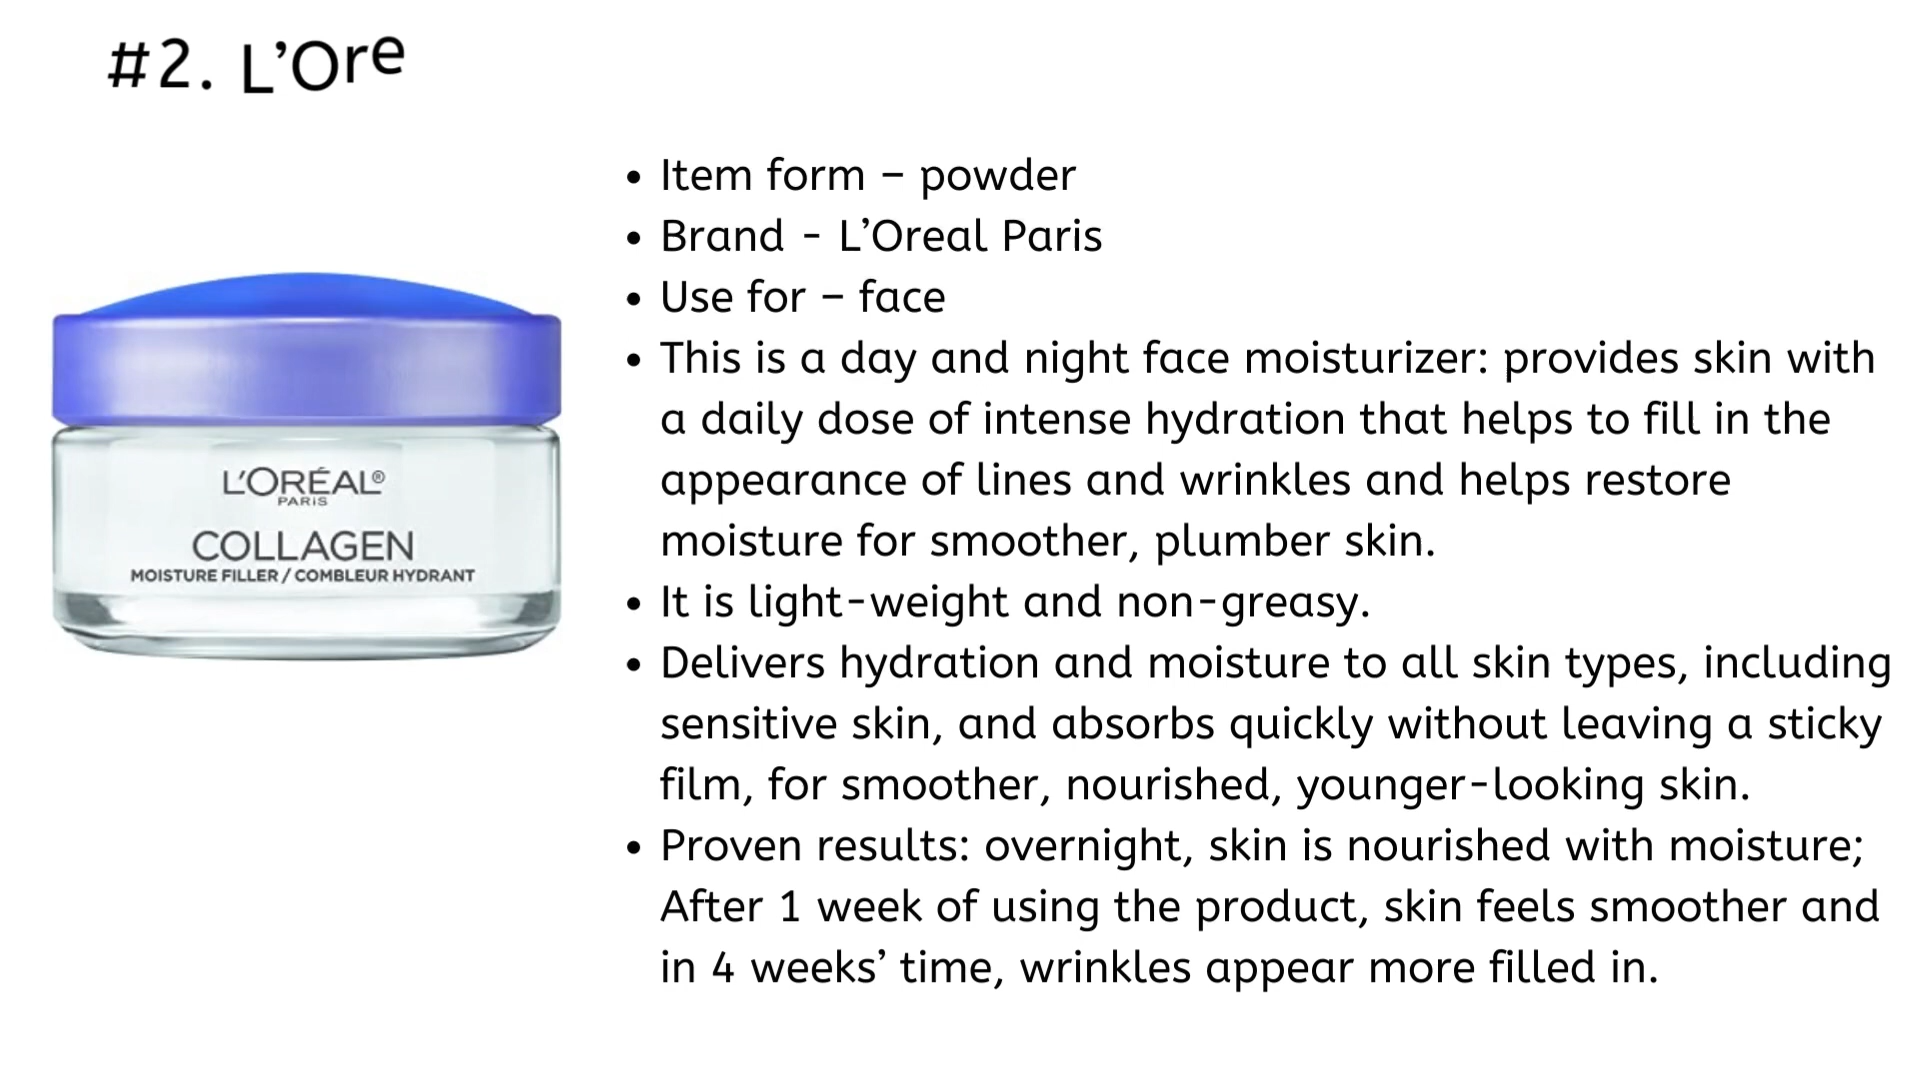 #2. L’Ore
• Item form – powder
• Brand - L’Oreal Paris
• Use for – face
• This is a day and night face moisturizer: provides skin with
a daily dose of intense hydration that helps to fill in the
appearance of lines and wrinkles and helps restore
moisture for smoother, plumber skin.
• It is light-weight and non-greasy.
• Delivers hydration and moisture to all skin types, including
sensitive skin, and absorbs quickly without leaving a sticky
film, for smoother, nourished, younger-looking skin.
• Proven results: overnight, skin is nourished with moisture;
After 1 week of using the product, skin feels smoother and
in 4 weeks’ time, wrinkles appear more filled in.
L’ORÉAL®
PARIS
COLLAGEN
MOISTURE FILLER / COMBLEUR HYDRANT